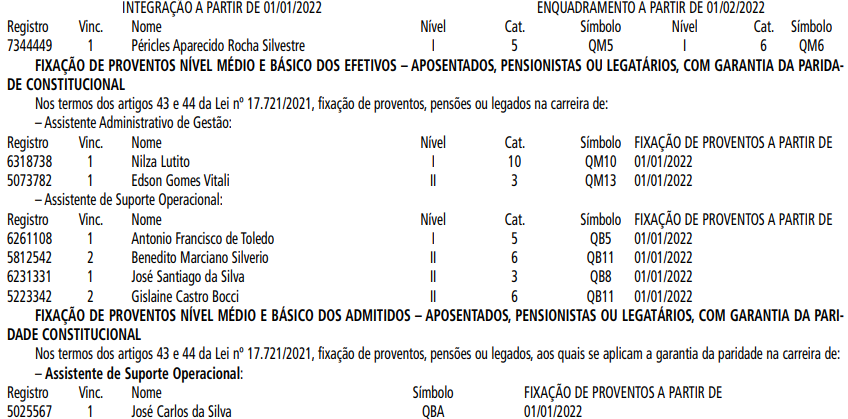 INTEGRAÇÃO A PARTIR DE 01/01/2022 ENQUADRAMENTO A PARTIR DE 01/02/2022
Registro Vinc. Nome Nível Cat. Símbolo Nível Cat. Símbolo
7344449 1 Péricles Aparecido Rocha Silvestre I 5 QM5 I 6 QM6
FIXAÇÃO DE PROVENTOS NÍVEL MÉDIO E BÁSICO DOS EFETIVOS – APOSENTADOS, PENSIONISTAS OU LEGATÁRIOS, COM GARANTIA DA PARIDA-
DE CONSTITUCIONAL
Nos termos dos artigos 43 e 44 da Lei nº 17.721/2021, fixação de proventos, pensões ou legados na carreira de:
– Assistente Administrativo de Gestão:
Registro Vinc. Nome Nível Cat. Símbolo FIXAÇÃO DE PROVENTOS A PARTIR DE
6318738 1 Nilza Lutito I 10 QM10 01/01/2022
5073782 1 Edson Gomes Vitali II 3 QM13 01/01/2022
– Assistente de Suporte Operacional:
Registro Vinc. Nome Nível Cat. Símbolo FIXAÇÃO DE PROVENTOS A PARTIR DE
6261108 1 Antonio Francisco de Toledo I 5 QB5 01/01/2022
5812542 2 Benedito Marciano Silverio II 6 QB11 01/01/2022
6231331 1 José Santiago da Silva II 3 QB8 01/01/2022
5223342 2 Gislaine Castro Bocci II 6 QB11 01/01/2022
FIXAÇÃO DE PROVENTOS NÍVEL MÉDIO E BÁSICO DOS ADMITIDOS – APOSENTADOS, PENSIONISTAS OU LEGATÁRIOS, COM GARANTIA DA PARI-
DADE CONSTITUCIONAL
Nos termos dos artigos 43 e 44 da Lei nº 17.721/2021, fixação de proventos, pensões ou legados, aos quais se aplicam a garantia da paridade na carreira de:
– Assistente de Suporte Operacional:
Registro Vinc. Nome Símbolo FIXAÇÃO DE PROVENTOS A PARTIR DE
5025567 1 José Carlos da Silva QBA 01/01/2022